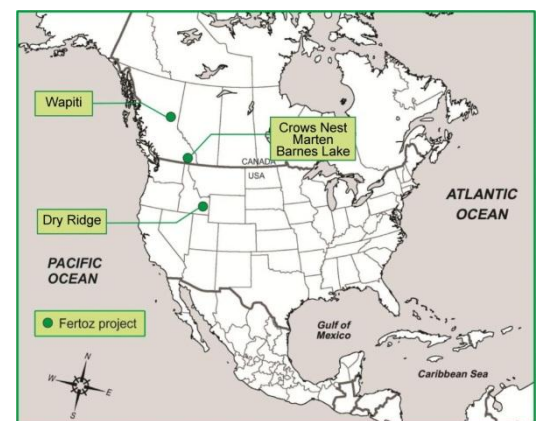 Wapiti
Crows Nest
Marten
Barnes Lake
CANADA
USA
Dry Ridge
ATLANTIC
OCEAN
PACIFIC
OCEAN
Fertoz project
Gulf of
Mexico
Caribbean Sea
N
W
E
S